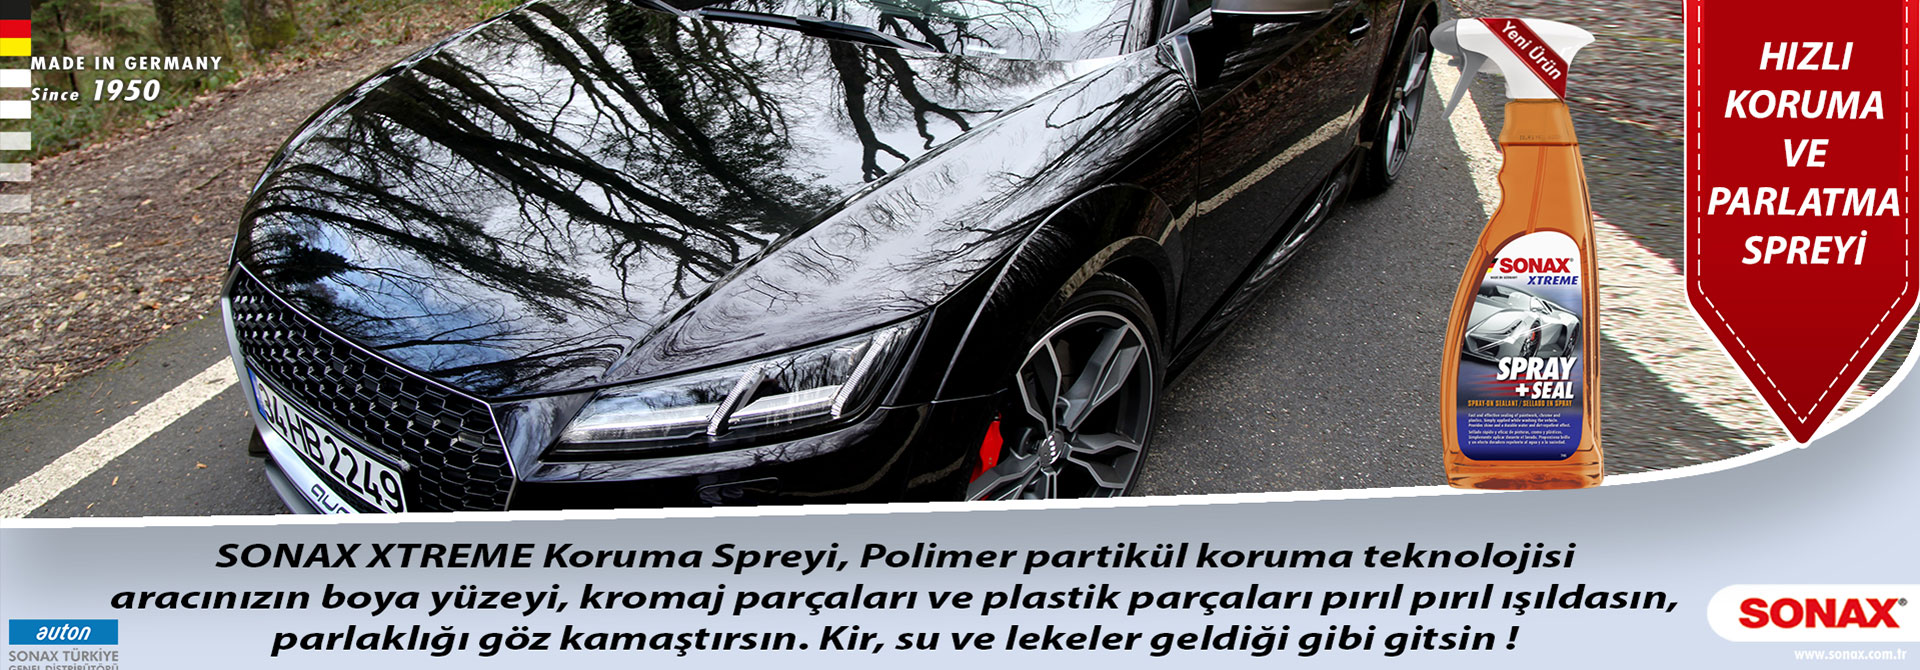 MADE IN GERMANY
Since 1950
Yeni Ürün
HIZLI
KORUMA
VE
PARLATMA
SPREYİ
SONAX
XTREME
MADE IN GERMANY
SPRAY
+SEAL
SPRAY-ON SEALANT / SELLADO EN SPRAY
34 HB 2249
SONAX XTREME Koruma Spreyi, Polimer partikül koruma teknolojisi
aracınızın boya yüzeyi, kromaj parçaları ve plastik parçaları pırıl pırıl ışıldasın,
parlaklığı göz kamaştırsın. Kir, su ve lekeler geldiği gibi gitsin !
auton
SONAX TÜRKİYE
GENEL DİSTRİBÜTÖRÜ
SONAX®
www.sonax.com.tr